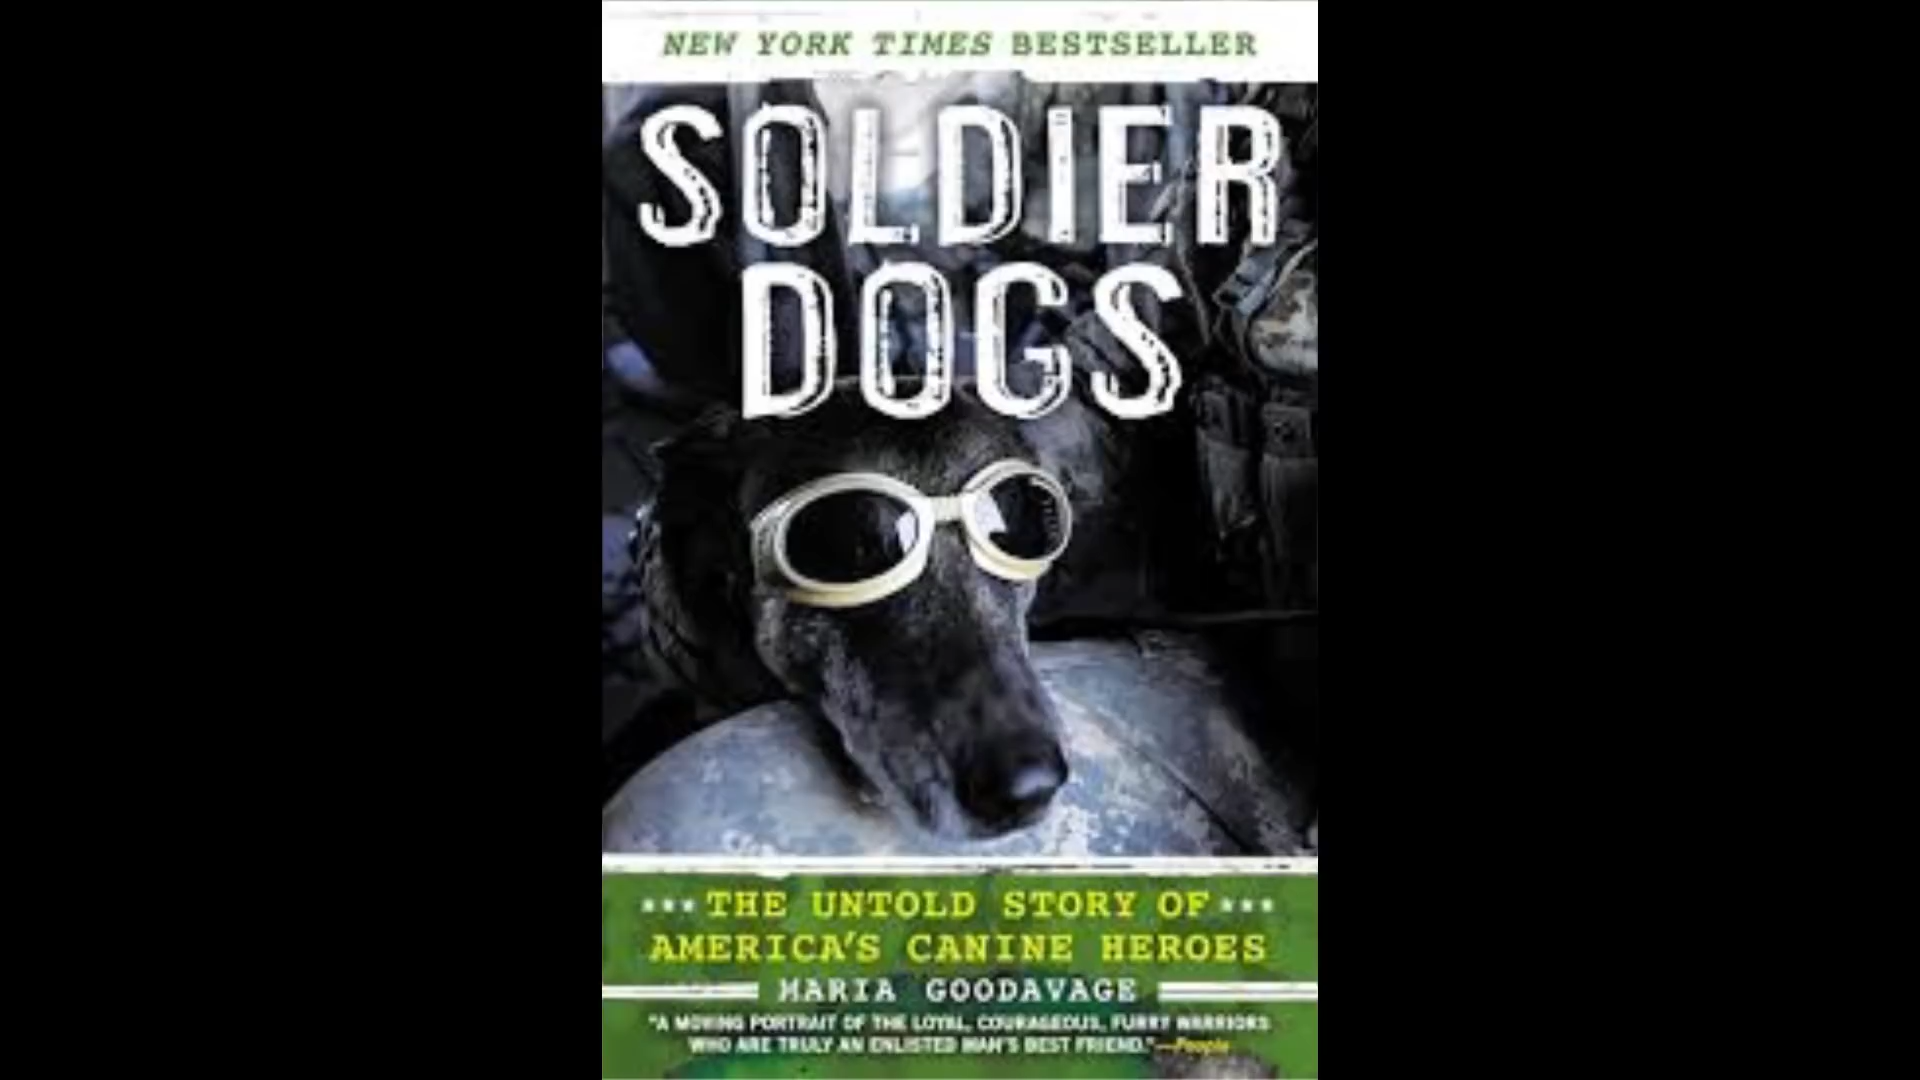 NEW YORK TIMES BESTSELLER
SOLDIER
DOGS
THE UNTOLD STORY OF
AMERICA'S CANINE HEROES
MARIA GOODAVAGE
"A MOVING PORTRAIT OF THE LOYAL, COURAGEOUS, FURRY WARRIORS
WHO ARE TRULY AN ENLISTED MAN'S BEST FRIEND."—People